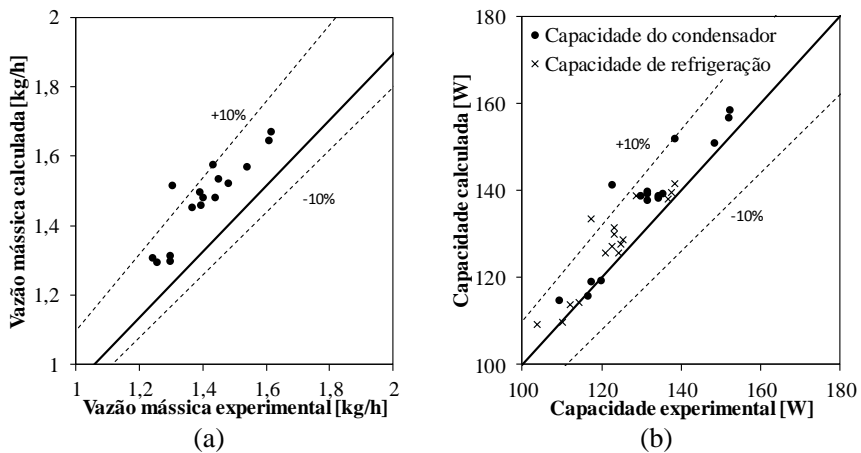 Vazão mássica calculada [kg/h]
2
1,8
1,6
1,4
1,2
1
+10%
-10%
1 1,2 1,4 1,6 1,8 2
Vazão mássica experimental [kg/h]
(a)
Capacidade calculada [W]
180
160
140
120
100
Capacidade do condensador
Capacidade de refrigeração
+10%
-10%
100 120 140 160 180
Capacidade experimental [W]
(b)